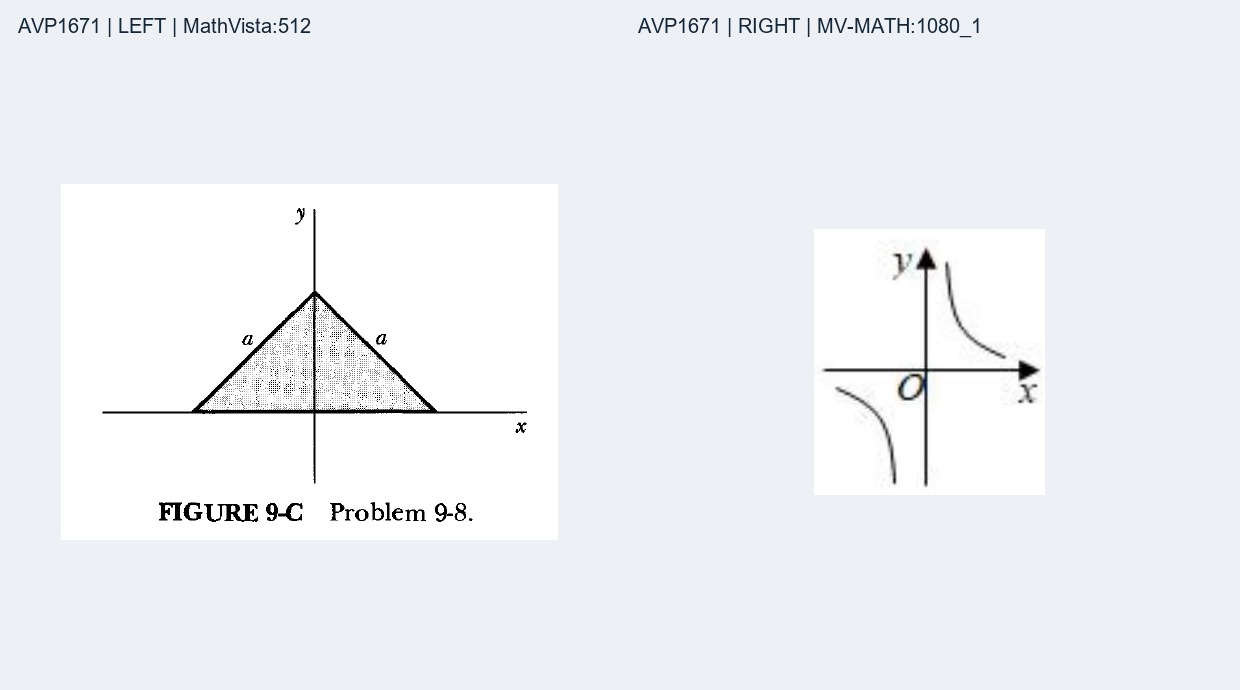 AVP1671 | LEFT | MathVista:512
AVP1671 | RIGHT | MV-MATH:1080_1
y
a a
x
FIGURE 9-C Problem 9-8.
y
O
x